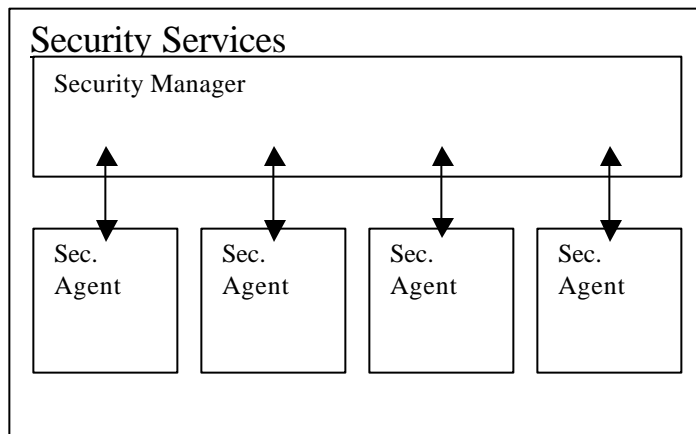 Security Services
Security Manager
Sec.
Agent
Sec.
Agent
Sec.
Agent
Sec.
Agent